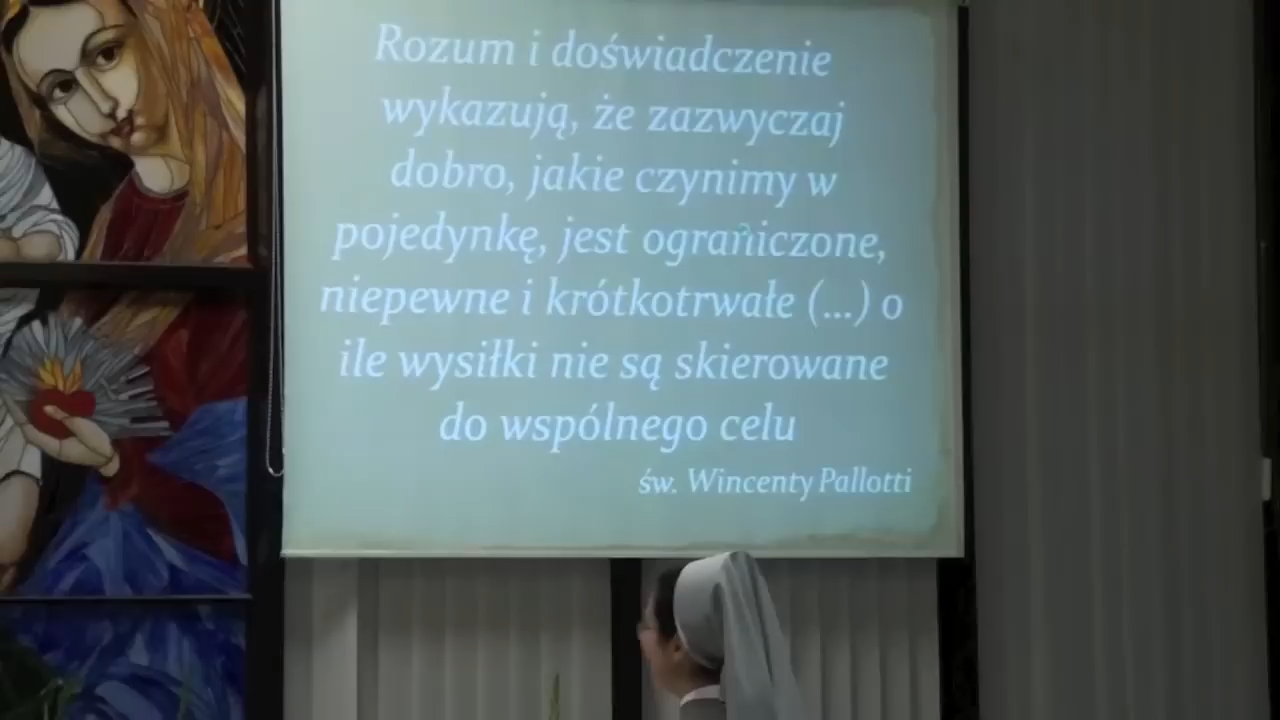 Rozum i doświadczenie
wykazują, że zazwyczaj
dobro, jakie czynimy w
pojedynkę, jest ograniczone,
niepewne i krótkotrwałe (...) o
ile wysiłki nie są skierowane
do wspólnego celu
św. Wincenty Pallotti